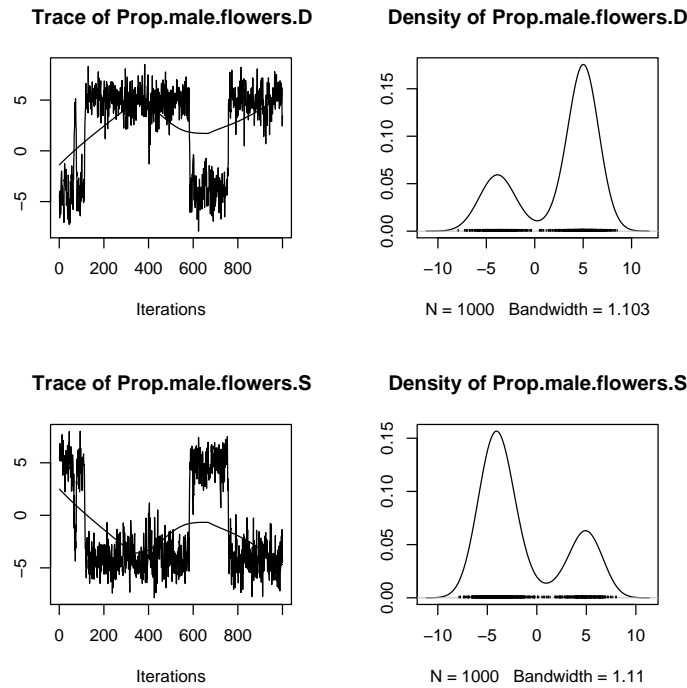 Trace of Prop.male.flowers.D
5
0
−5
0 200 400 600 800
Iterations
Density of Prop.male.flowers.D
0.15
0.10
0.05
0.00
−10 −5 0 5 10
N = 1000 Bandwidth = 1.103
Trace of Prop.male.flowers.S
5
0
−5
0 200 400 600 800
Iterations
Density of Prop.male.flowers.S
0.15
0.10
0.05
0.00
−10 −5 0 5 10
N = 1000 Bandwidth = 1.11